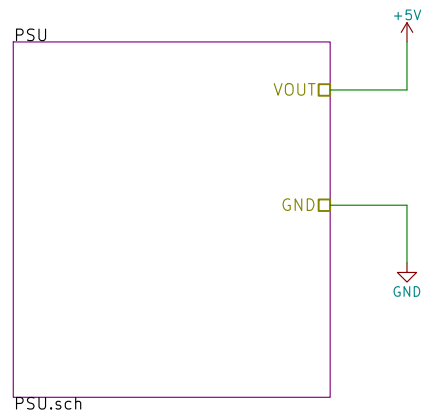 +5V
PSU
VOUT
GND
GND
PSU.sch